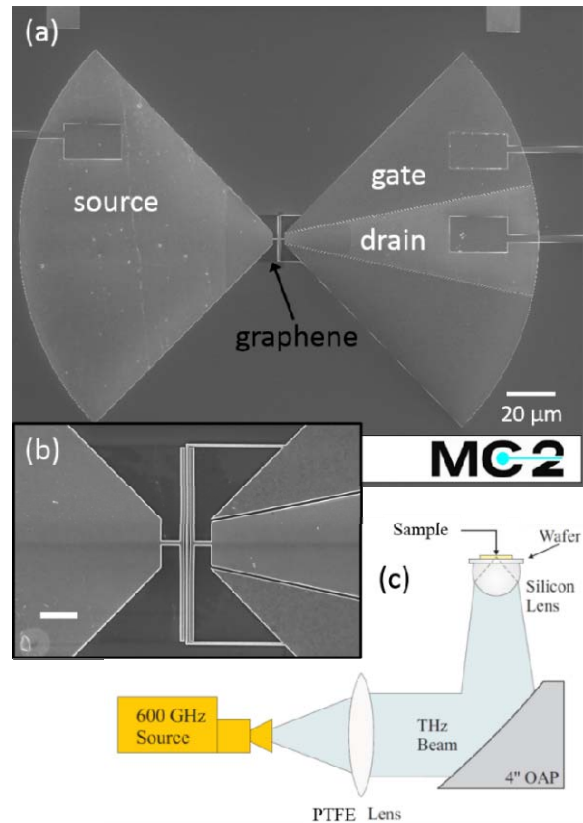 (a)
source
gate
drain
graphene
20 μm
(b)
MC2
Sample
Wafer
(c)
Silicon
Lens
600 GHz
Source
THz
Beam
4" OAP
PTFE Lens